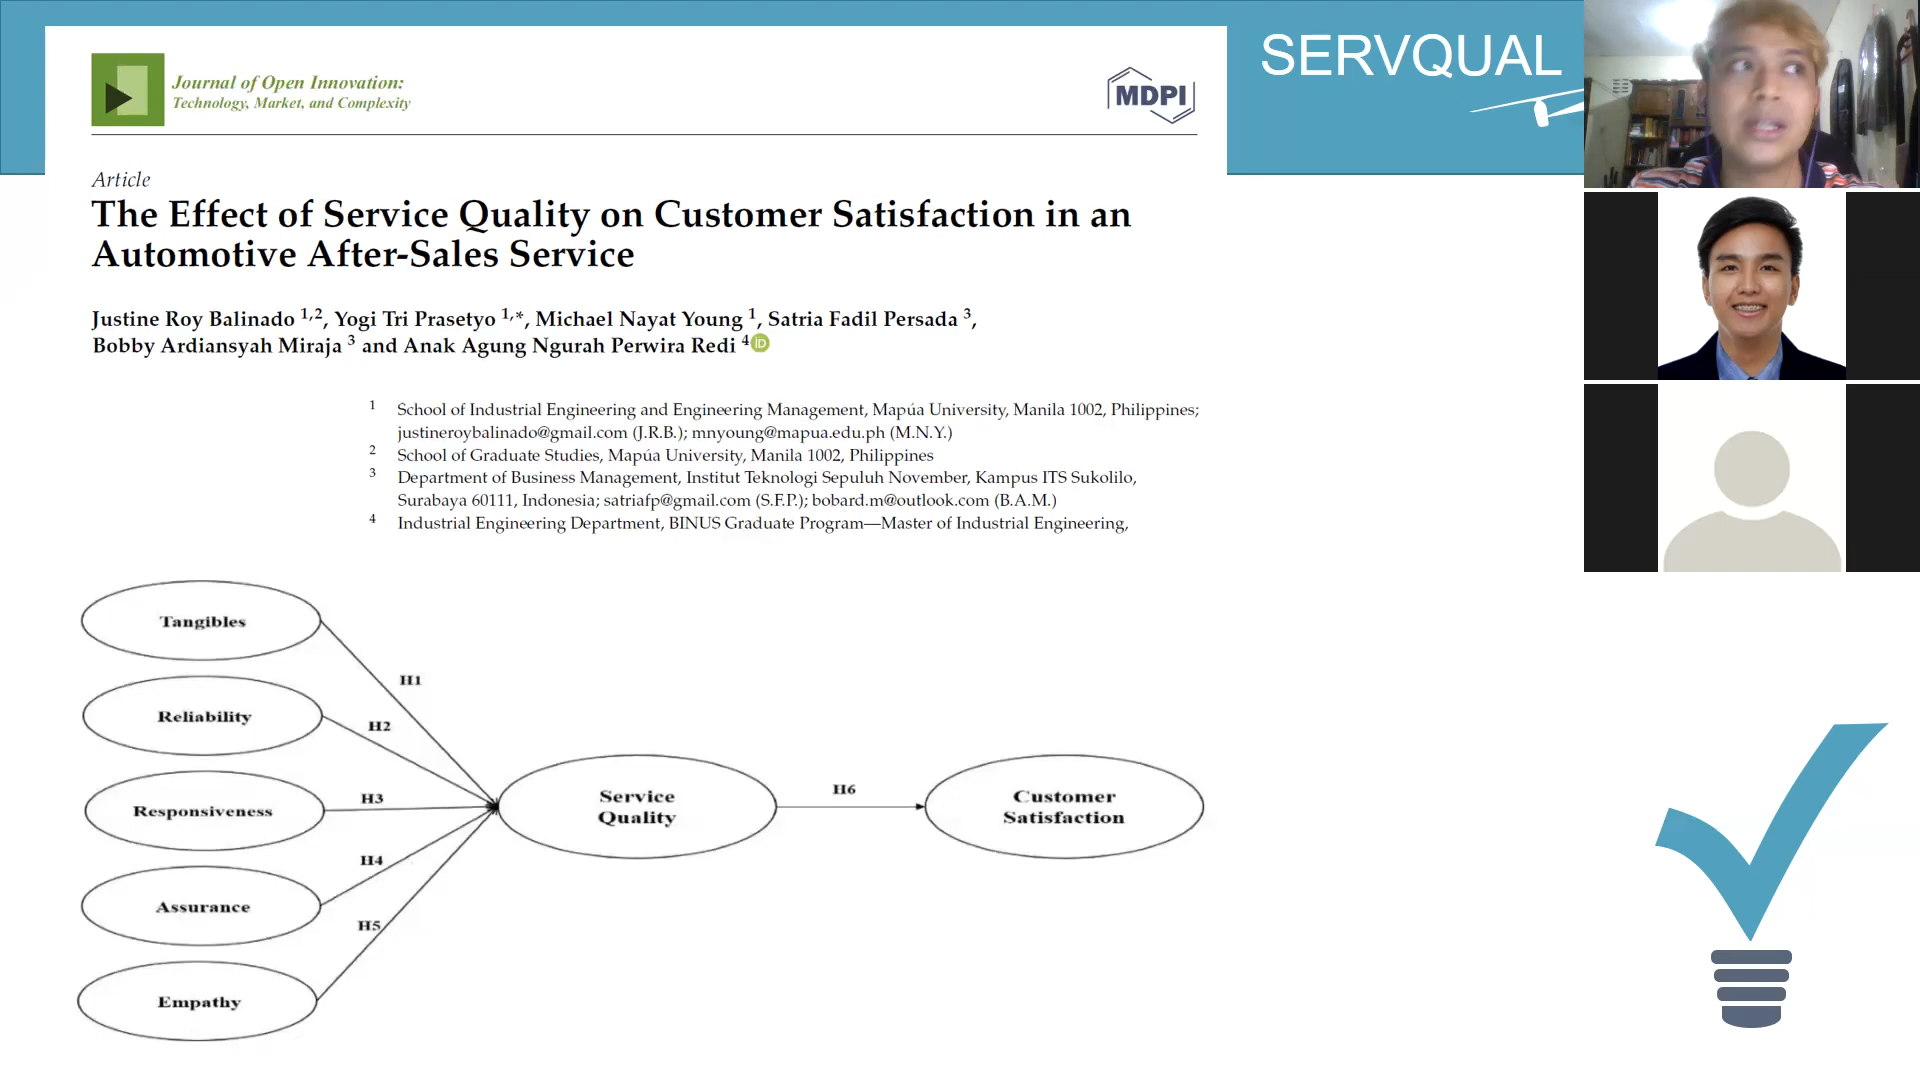 SERVQUAL
Journal of Open Innovation:
Technology, Market, and Complexity
MDPI
Article
The Effect of Service Quality on Customer Satisfaction in an
Automotive After-Sales Service
Justine Roy Balinado 1,2, Yogi Tri Prasetyo 1,*, Michael Nayat Young 1, Satria Fadil Persada 3,
Bobby Ardiansyah Miraja 3 and Anak Agung Ngurah Perwira Redi 4 iD
1 School of Industrial Engineering and Engineering Management, Mapúa University, Manila 1002, Philippines;
justineroybalinado@gmail.com (J.R.B.); mnyoung@mapua.edu.ph (M.N.Y.)
2 School of Graduate Studies, Mapúa University, Manila 1002, Philippines
3 Department of Business Management, Institut Teknologi Sepuluh November, Kampus ITS Sukolilo,
Surabaya 60111, Indonesia; satriafp@gmail.com (S.F.P.); bobard.m@outlook.com (B.A.M.)
4 Industrial Engineering Department, BINUS Graduate Program—Master of Industrial Engineering,
Tangibles
H1
Reliability
H2
Responsiveness
H3
Service
Quality
H6
Customer
Satisfaction
H4
Assurance
H5
Empathy